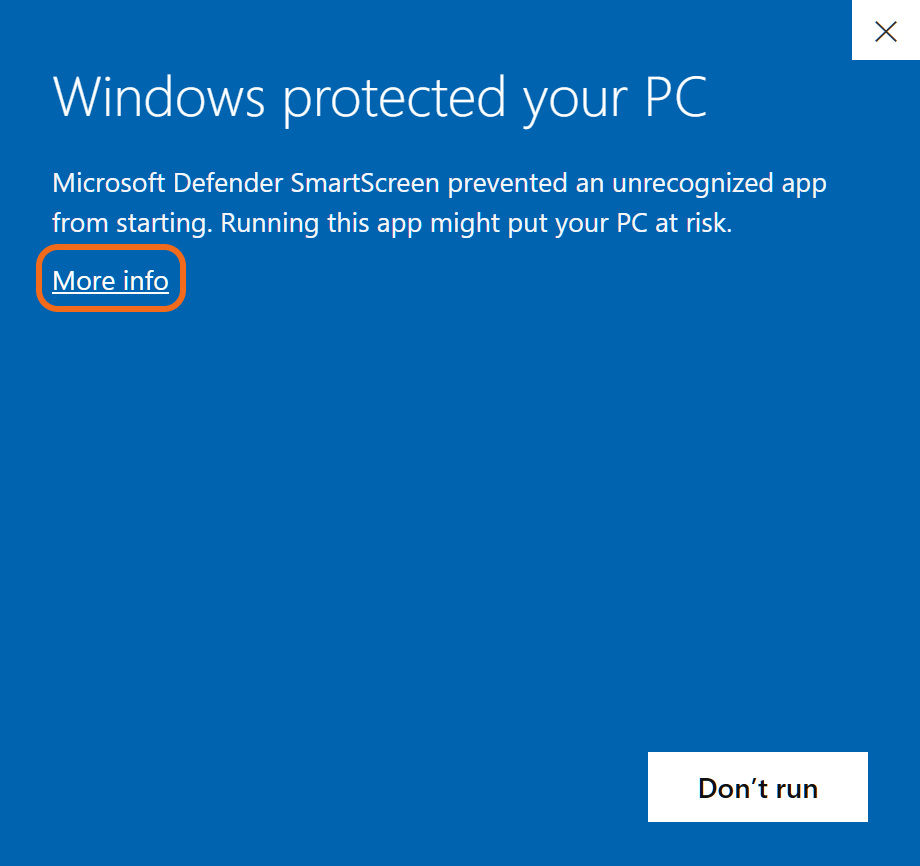 Windows protected your PC
Microsoft Defender SmartScreen prevented an unrecognized app
from starting. Running this app might put your PC at risk.
More info
Don’t run